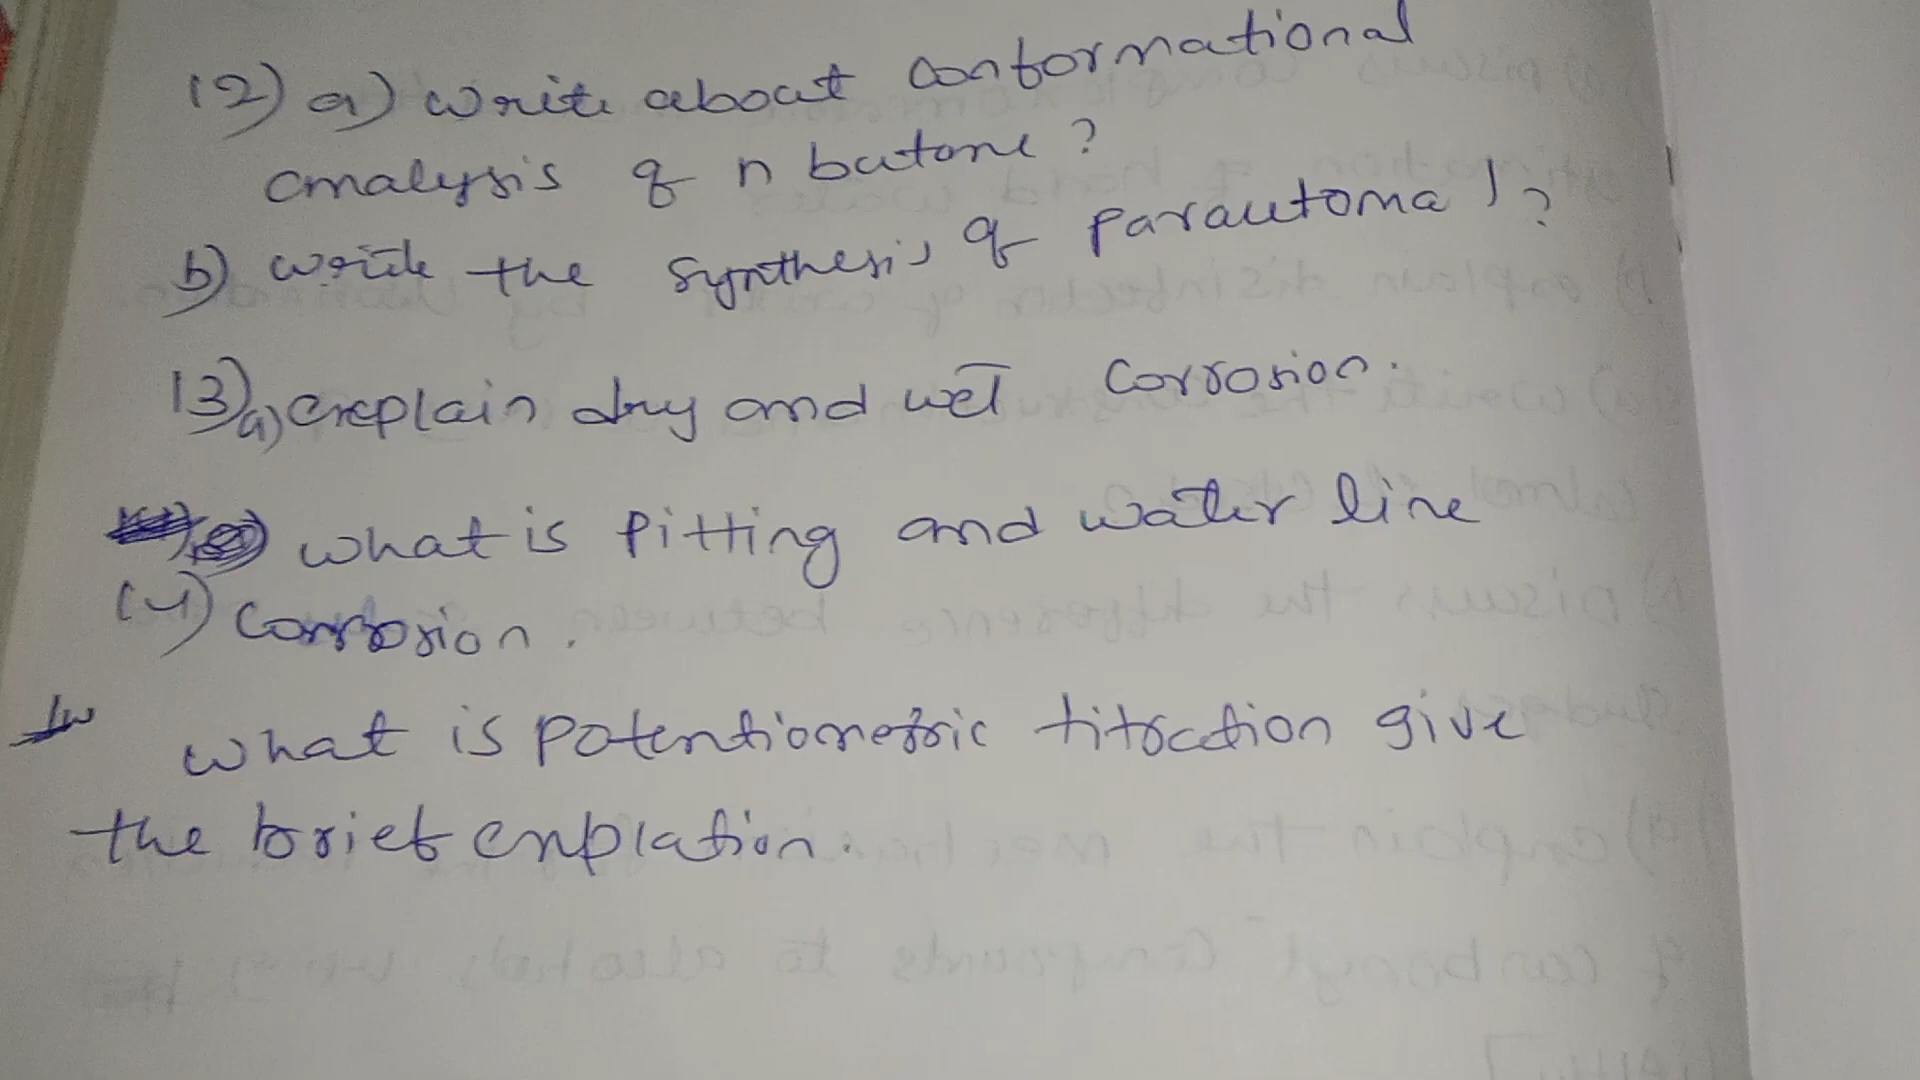 12) a) write about conformational
analysis of n butane?
b) write the synthesis of parautomal?
13) a) explain dry and wet corrosion.
what is pitting and water line
14) corrosion.
what is potentiometric titration give
the brief enplation.